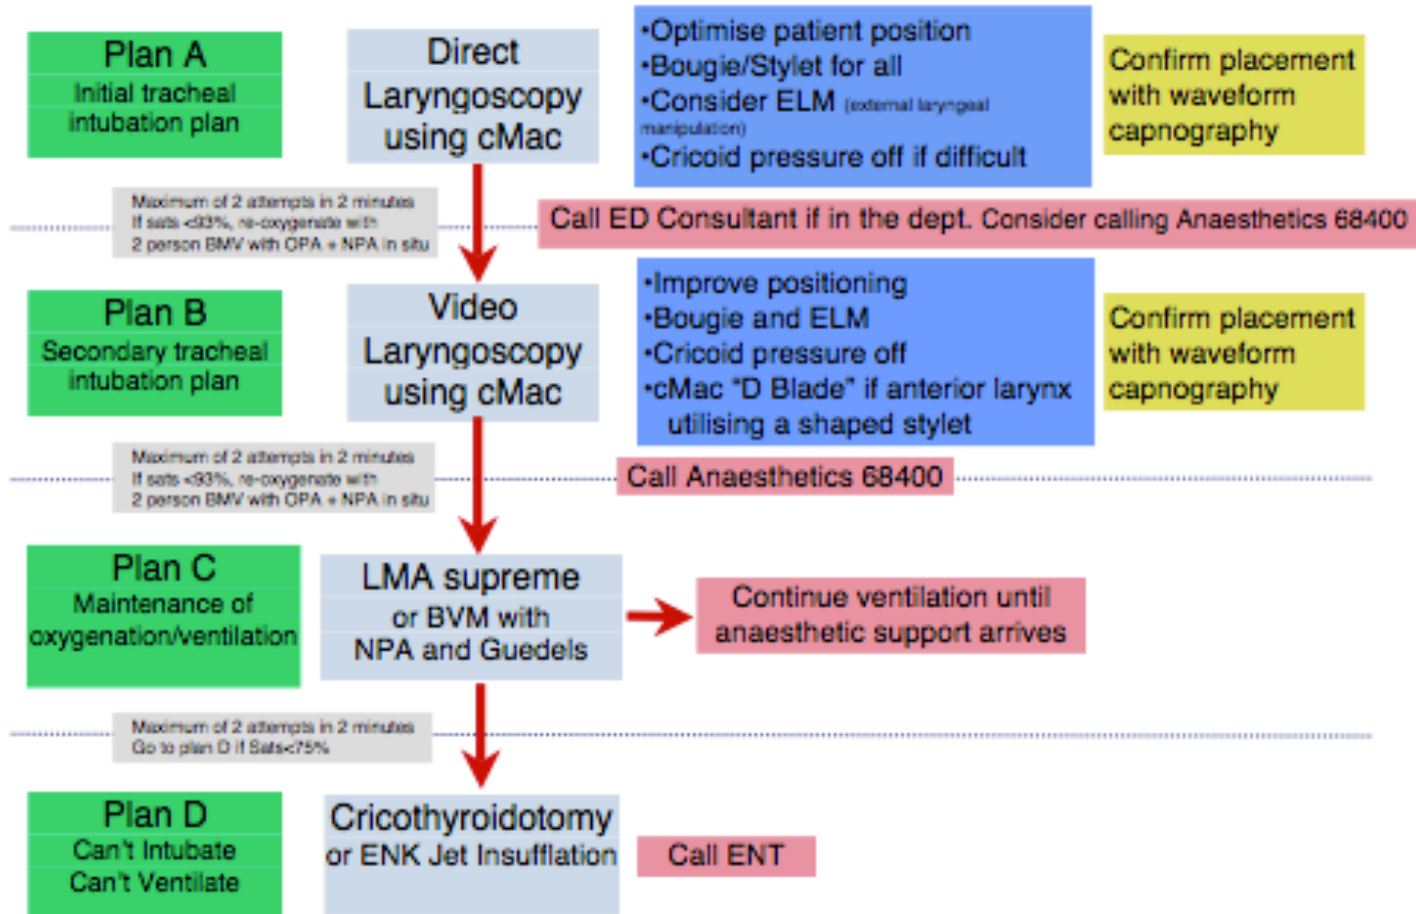 Plan A
Initial tracheal
intubation plan
Direct
Laryngoscopy
using cMac
•Optimise patient position
•Bougie/Stylet for all
•Consider ELM (external laryngeal
manipulation)
•Cricoid pressure off if difficult
Confirm placement
with waveform
capnography
Maximum of 2 attempts in 2 minutes
If sats <93%, re-oxygenate with
2 person BMV with OPA + NPA in situ
Call ED Consultant if in the dept. Consider calling Anaesthetics 68400
Plan B
Secondary tracheal
intubation plan
Video
Laryngoscopy
using cMac
•Improve positioning
•Bougie and ELM
•Cricoid pressure off
•cMac “D Blade” if anterior larynx
utilising a shaped stylet
Confirm placement
with waveform
capnography
Maximum of 2 attempts in 2 minutes
If sats <93%, re-oxygenate with
2 person BMV with OPA + NPA in situ
Call Anaesthetics 68400
Plan C
Maintenance of
oxygenation/ventilation
LMA supreme
or BVM with
NPA and Guedels
Continue ventilation until
anaesthetic support arrives
Maximum of 2 attempts in 2 minutes
Go to plan D if Sats<75%
Plan D
Can't Intubate
Can't Ventilate
Cricothyroidotomy
or ENK Jet Insufflation
Call ENT